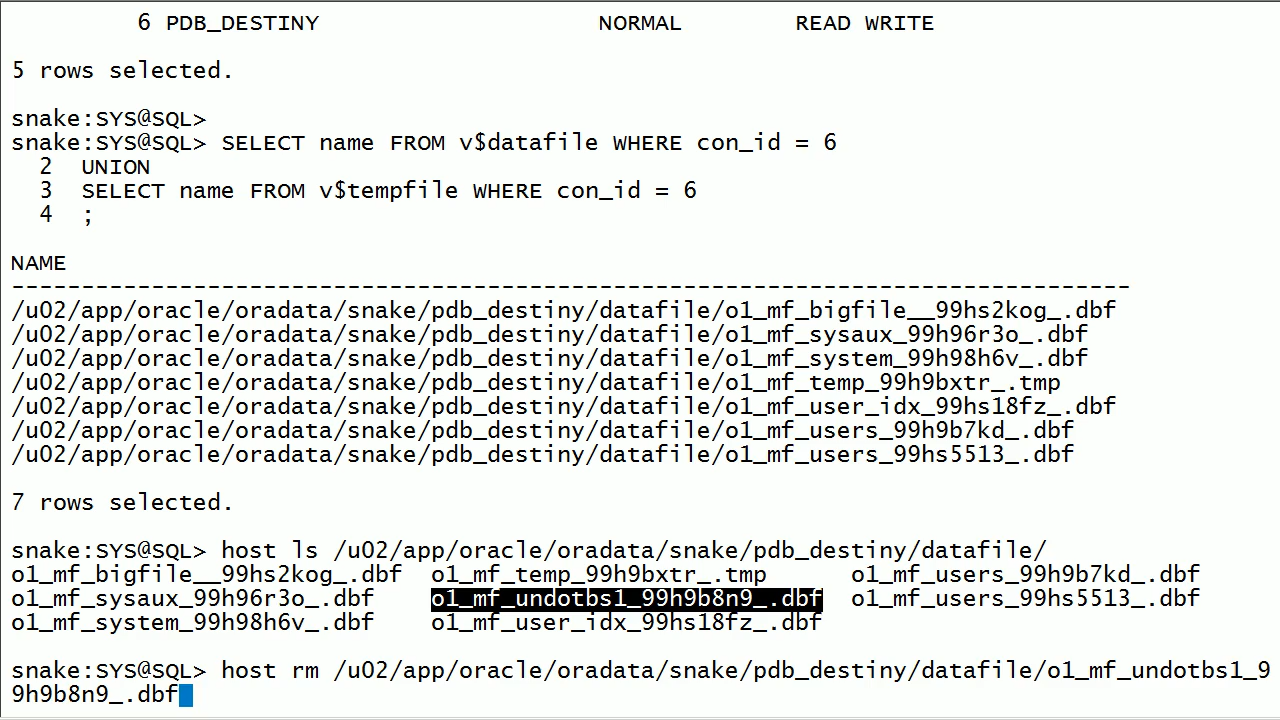 6 PDB_DESTINY NORMAL READ WRITE
5 rows selected.
snake:SYS@SQL>
snake:SYS@SQL> SELECT name FROM v$datafile WHERE con_id = 6
2 UNION
3 SELECT name FROM v$tempfile WHERE con_id = 6
4 ;
NAME
--------------------------------------------------------------------------------
/u02/app/oracle/oradata/snake/pdb_destiny/datafile/o1_mf_bigfile__99hs2kog_.dbf
/u02/app/oracle/oradata/snake/pdb_destiny/datafile/o1_mf_sysaux_99h96r3o_.dbf
/u02/app/oracle/oradata/snake/pdb_destiny/datafile/o1_mf_system_99h98h6v_.dbf
/u02/app/oracle/oradata/snake/pdb_destiny/datafile/o1_mf_temp_99h9bxtr_.tmp
/u02/app/oracle/oradata/snake/pdb_destiny/datafile/o1_mf_user_idx_99hs18fz_.dbf
/u02/app/oracle/oradata/snake/pdb_destiny/datafile/o1_mf_users_99h9b7kd_.dbf
/u02/app/oracle/oradata/snake/pdb_destiny/datafile/o1_mf_users_99hs5513_.dbf
7 rows selected.
snake:SYS@SQL> host ls /u02/app/oracle/oradata/snake/pdb_destiny/datafile/
o1_mf_bigfile__99hs2kog_.dbf o1_mf_temp_99h9bxtr_.tmp o1_mf_users_99h9b7kd_.dbf
o1_mf_sysaux_99h96r3o_.dbf o1_mf_undotbs1_99h9b8n9_.dbf o1_mf_users_99hs5513_.dbf
o1_mf_system_99h98h6v_.dbf o1_mf_user_idx_99hs18fz_.dbf
snake:SYS@SQL> host rm /u02/app/oracle/oradata/snake/pdb_destiny/datafile/o1_mf_undotbs1_9
9h9b8n9_.dbf